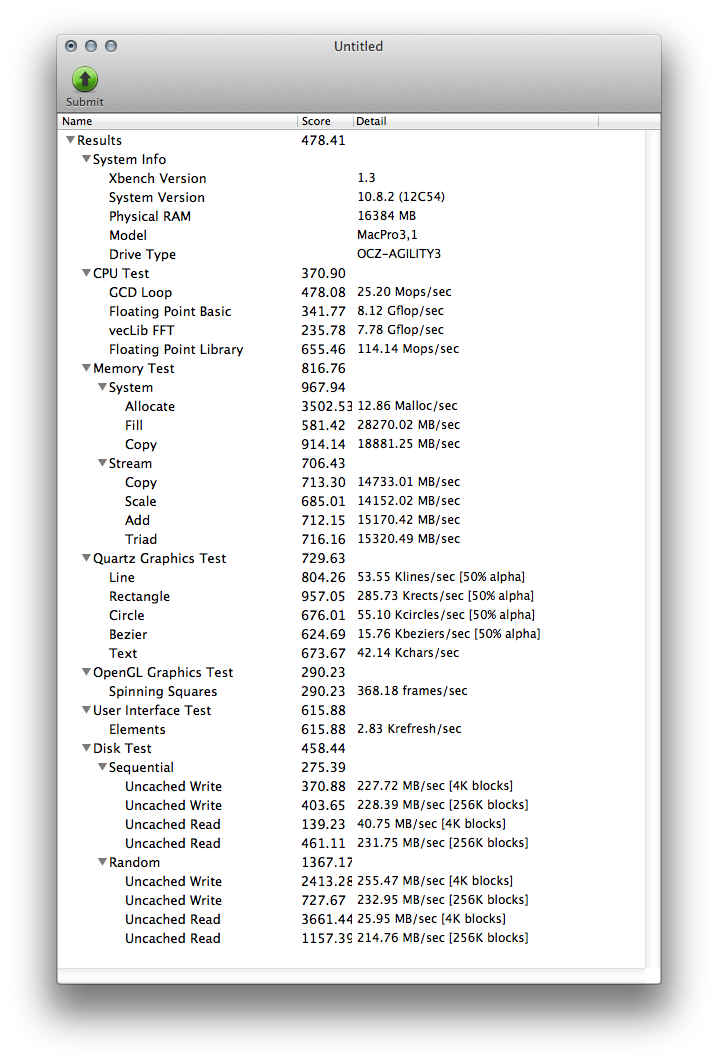 Untitled
Submit
Name Score Detail
Results 478.41
System Info
Xbench Version 1.3
System Version 10.8.2 (12C54)
Physical RAM 16384 MB
Model MacPro3,1
Drive Type OCZ-AGILITY3
CPU Test 370.90
GCD Loop 478.08 25.20 Mops/sec
Floating Point Basic 341.77 8.12 Gflop/sec
vecLib FFT 235.78 7.78 Gflop/sec
Floating Point Library 655.46 114.14 Mops/sec
Memory Test 816.76
System 967.94
Allocate 3502.53 12.86 Malloc/sec
Fill 581.42 28270.02 MB/sec
Copy 914.14 18881.25 MB/sec
Stream 706.43
Copy 713.30 14733.01 MB/sec
Scale 685.01 14152.02 MB/sec
Add 712.15 15170.42 MB/sec
Triad 716.16 15320.49 MB/sec
Quartz Graphics Test 729.63
Line 804.26 53.55 Klines/sec [50% alpha]
Rectangle 957.05 285.73 Krects/sec [50% alpha]
Circle 676.01 55.10 Kcircles/sec [50% alpha]
Bezier 624.69 15.76 Kbeziers/sec [50% alpha]
Text 673.67 42.14 Kchars/sec
OpenGL Graphics Test 290.23
Spinning Squares 290.23 368.18 frames/sec
User Interface Test 615.88
Elements 615.88 2.83 Krefresh/sec
Disk Test 458.44
Sequential 275.39
Uncached Write 370.88 227.72 MB/sec [4K blocks]
Uncached Write 403.65 228.39 MB/sec [256K blocks]
Uncached Read 139.23 40.75 MB/sec [4K blocks]
Uncached Read 461.11 231.75 MB/sec [256K blocks]
Random 1367.17
Uncached Write 2413.28 255.47 MB/sec [4K blocks]
Uncached Write 727.67 232.95 MB/sec [256K blocks]
Uncached Read 3661.44 25.95 MB/sec [4K blocks]
Uncached Read 1157.39 214.76 MB/sec [256K blocks]